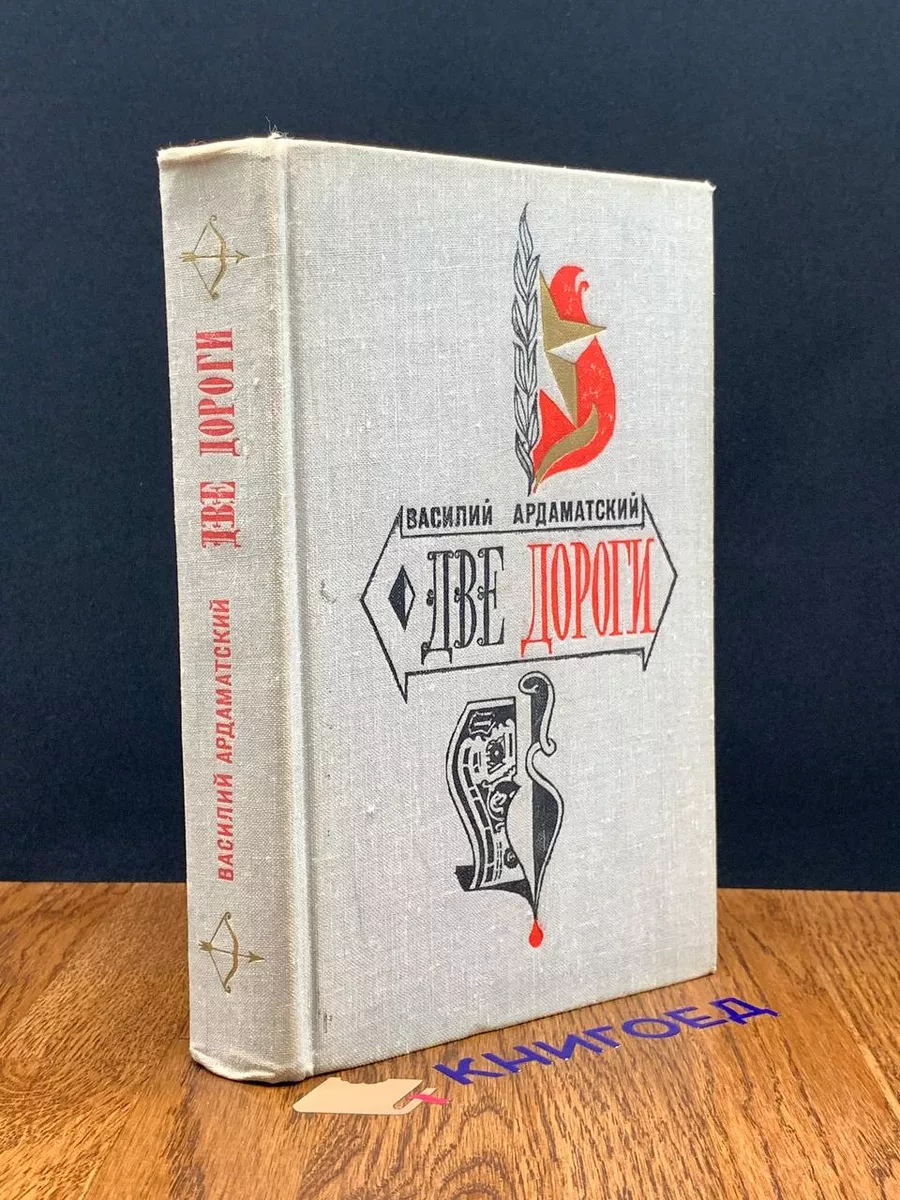 ВАСИЛИЙ АРДАМАТСКИЙ ДВЕ ДОРОГИ
ВАСИЛИЙ АРДАМАТСКИЙ
ДВЕ ДОРОГИ
КНИГОЕД